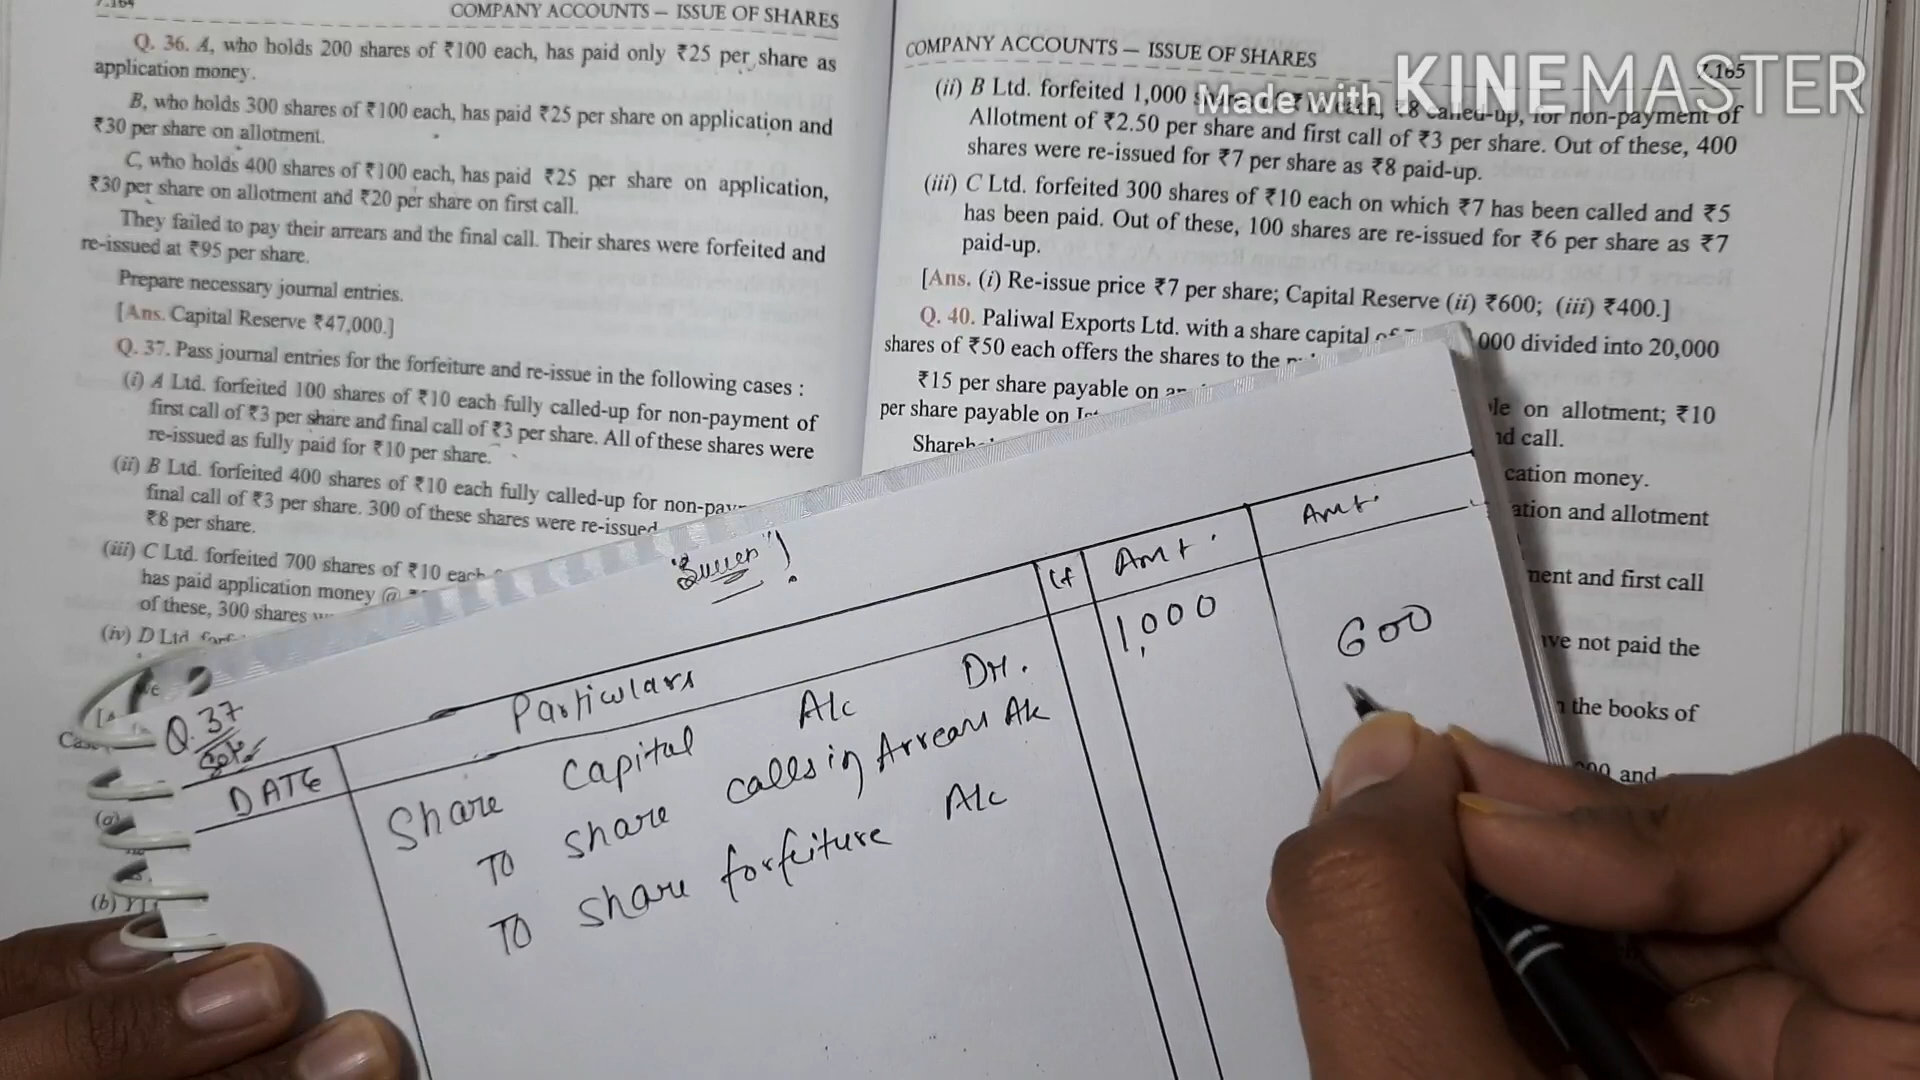 7.164
COMPANY ACCOUNTS — ISSUE OF SHARES
Q. 36. A, who holds 200 shares of ₹100 each, has paid only ₹25 per share as
application money.
B, who holds 300 shares of ₹100 each, has paid ₹25 per share on application and
₹30 per share on allotment.
C, who holds 400 shares of ₹100 each, has paid ₹25 per share on application,
₹30 per share on allotment and ₹20 per share on first call.
They failed to pay their arrears and the final call. Their shares were forfeited and
re-issued at ₹95 per share.
Prepare necessary journal entries.
[Ans. Capital Reserve ₹47,000.]
Q. 37. Pass journal entries for the forfeiture and re-issue in the following cases :
(i) A Ltd. forfeited 100 shares of ₹10 each fully called-up for non-payment of
first call of ₹3 per share and final call of ₹3 per share. All of these shares were
re-issued as fully paid for ₹10 per share.
(ii) B Ltd. forfeited 400 shares of ₹10 each fully called-up for non-pay
final call of ₹3 per share. 300 of these shares were re-issued
₹8 per share.
(iii) C Ltd. forfeited 700 shares of ₹10 each
has paid application money @
of these, 300 shares
(iv) D Ltd. forf
(a)
(b)
COMPANY ACCOUNTS — ISSUE OF SHARES
7.165
Made with KINEMASTER
(ii) B Ltd. forfeited 1,000 each, ₹8 called-up, for non-payment of
Allotment of ₹2.50 per share and first call of ₹3 per share. Out of these, 400
shares were re-issued for ₹7 per share as ₹8 paid-up.
(iii) C Ltd. forfeited 300 shares of ₹10 each on which ₹7 has been called and ₹5
has been paid. Out of these, 100 shares are re-issued for ₹6 per share as ₹7
paid-up.
[Ans. (i) Re-issue price ₹7 per share; Capital Reserve (ii) ₹600; (iii) ₹400.]
Q. 40. Paliwal Exports Ltd. with a share capital 000 divided into 20,000
shares of ₹50 each offers the shares to the
₹15 per share payable on on allotment; ₹10
per share payable on nd call.
Shareh cation money.
ation and allotment
ment and first call
ve not paid the
the books of
and
Q. 37
DATE
Particulars
Lf
Amt.
Amt.
Share Capital A/c Dr. 1,000
To share calls in Arrears A/c 600
To share forfeiture A/c